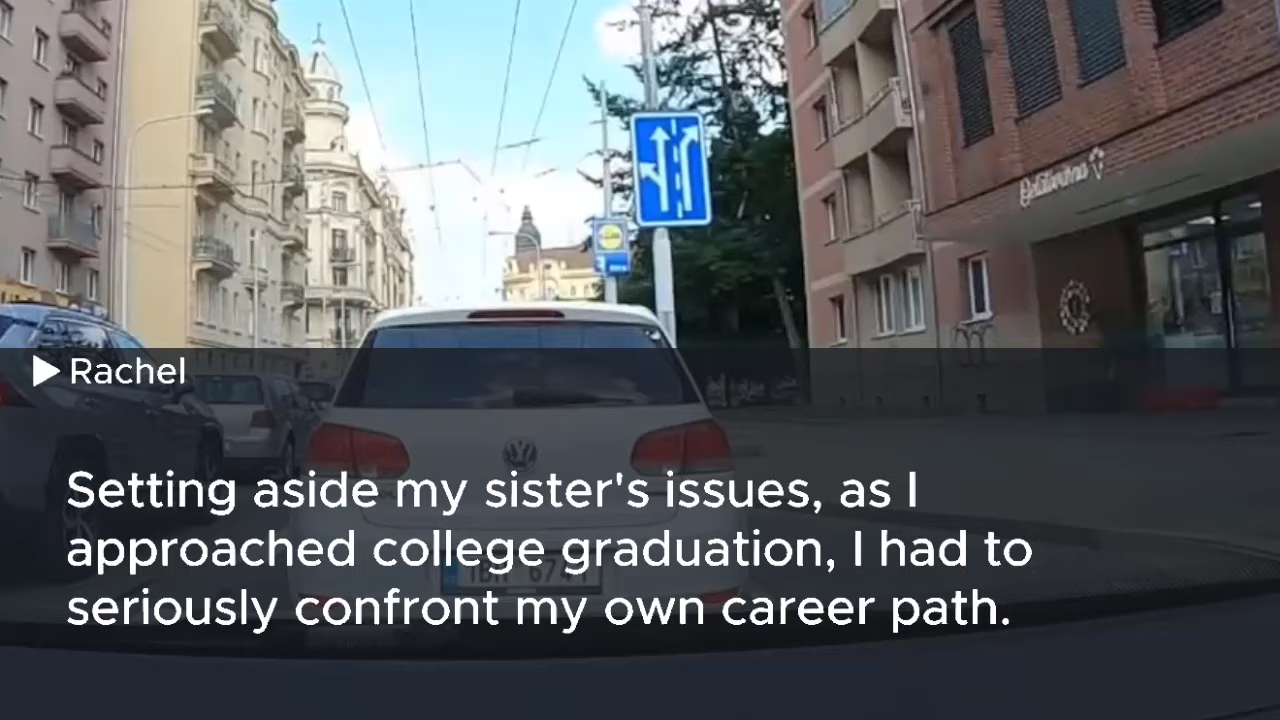 Rachel
Setting aside my sister's issues, as I
approached college graduation, I had to
seriously confront my own career path.